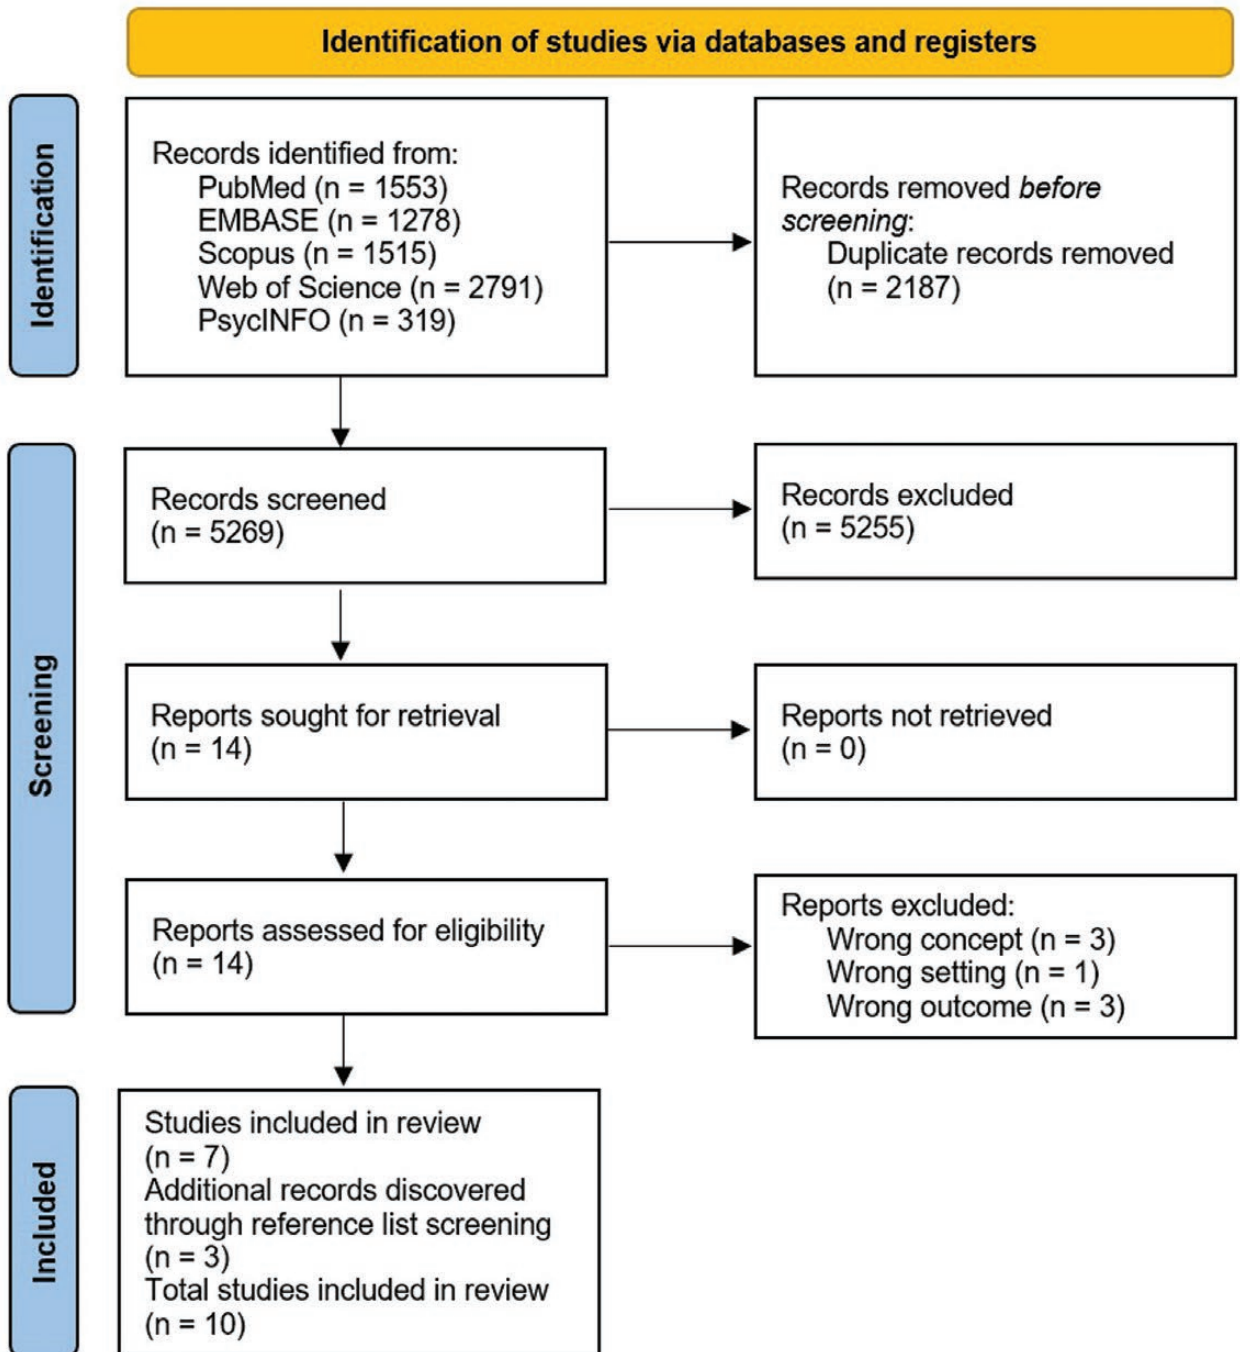 Identification of studies via databases and registers
Identification
Records identified from:
PubMed (n = 1553)
EMBASE (n = 1278)
Scopus (n = 1515)
Web of Science (n = 2791)
PsycINFO (n = 319)
Records removed before
screening:
Duplicate records removed
(n = 2187)
Screening
Records screened
(n = 5269)
Records excluded
(n = 5255)
Reports sought for retrieval
(n = 14)
Reports not retrieved
(n = 0)
Reports assessed for eligibility
(n = 14)
Reports excluded:
Wrong concept (n = 3)
Wrong setting (n = 1)
Wrong outcome (n = 3)
Included
Studies included in review
(n = 7)
Additional records discovered
through reference list screening
(n = 3)
Total studies included in review
(n = 10)